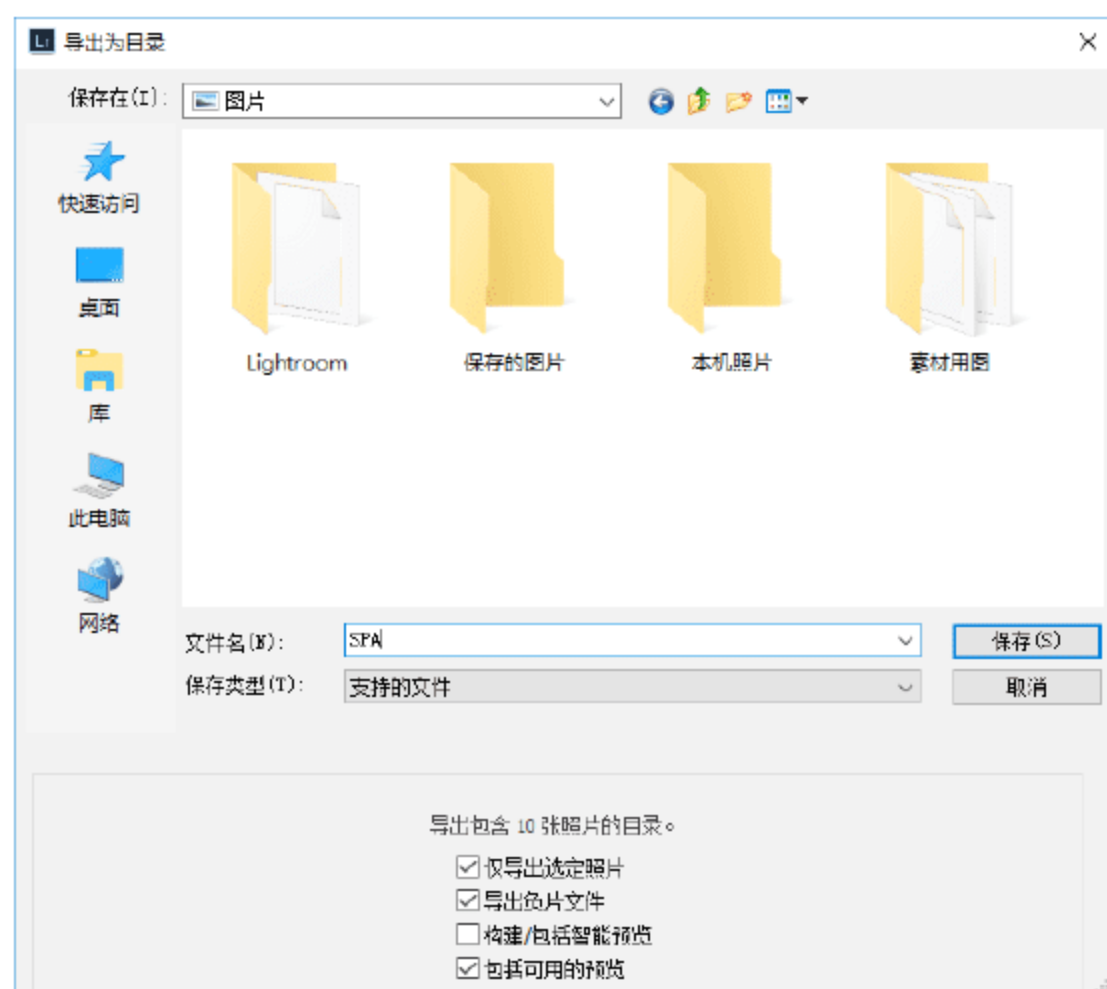 Lr 导出为目录
保存在(I): 图片
快速访问
桌面
库
此电脑
网络
Lightroom 保存的图片 本机照片 素材用图
文件名(N): SPA 保存(S)
保存类型(T): 支持的文件 取消
导出包含 10 张照片的目录。
仅导出选定照片
导出负片文件
构建/包括智能预览
包括可用的预览